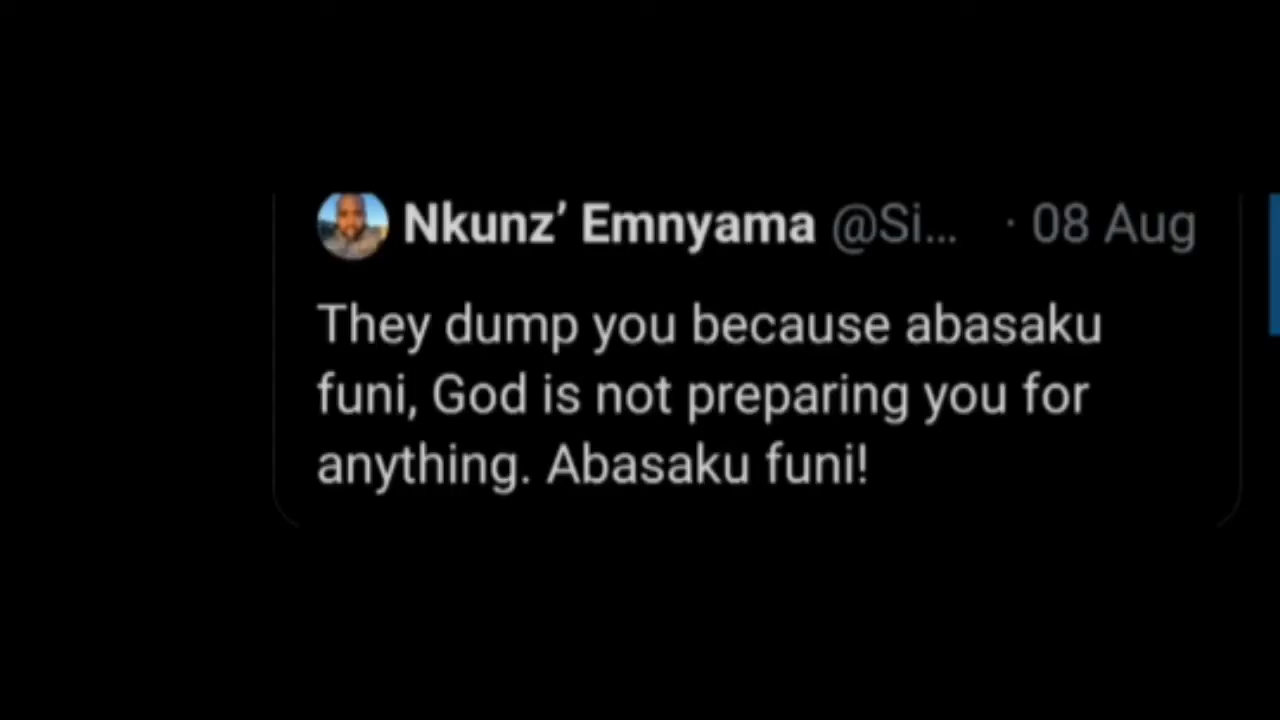 Nkunz’ Emnyama @Si... · 08 Aug
They dump you because abasaku
funi, God is not preparing you for
anything. Abasaku funi!